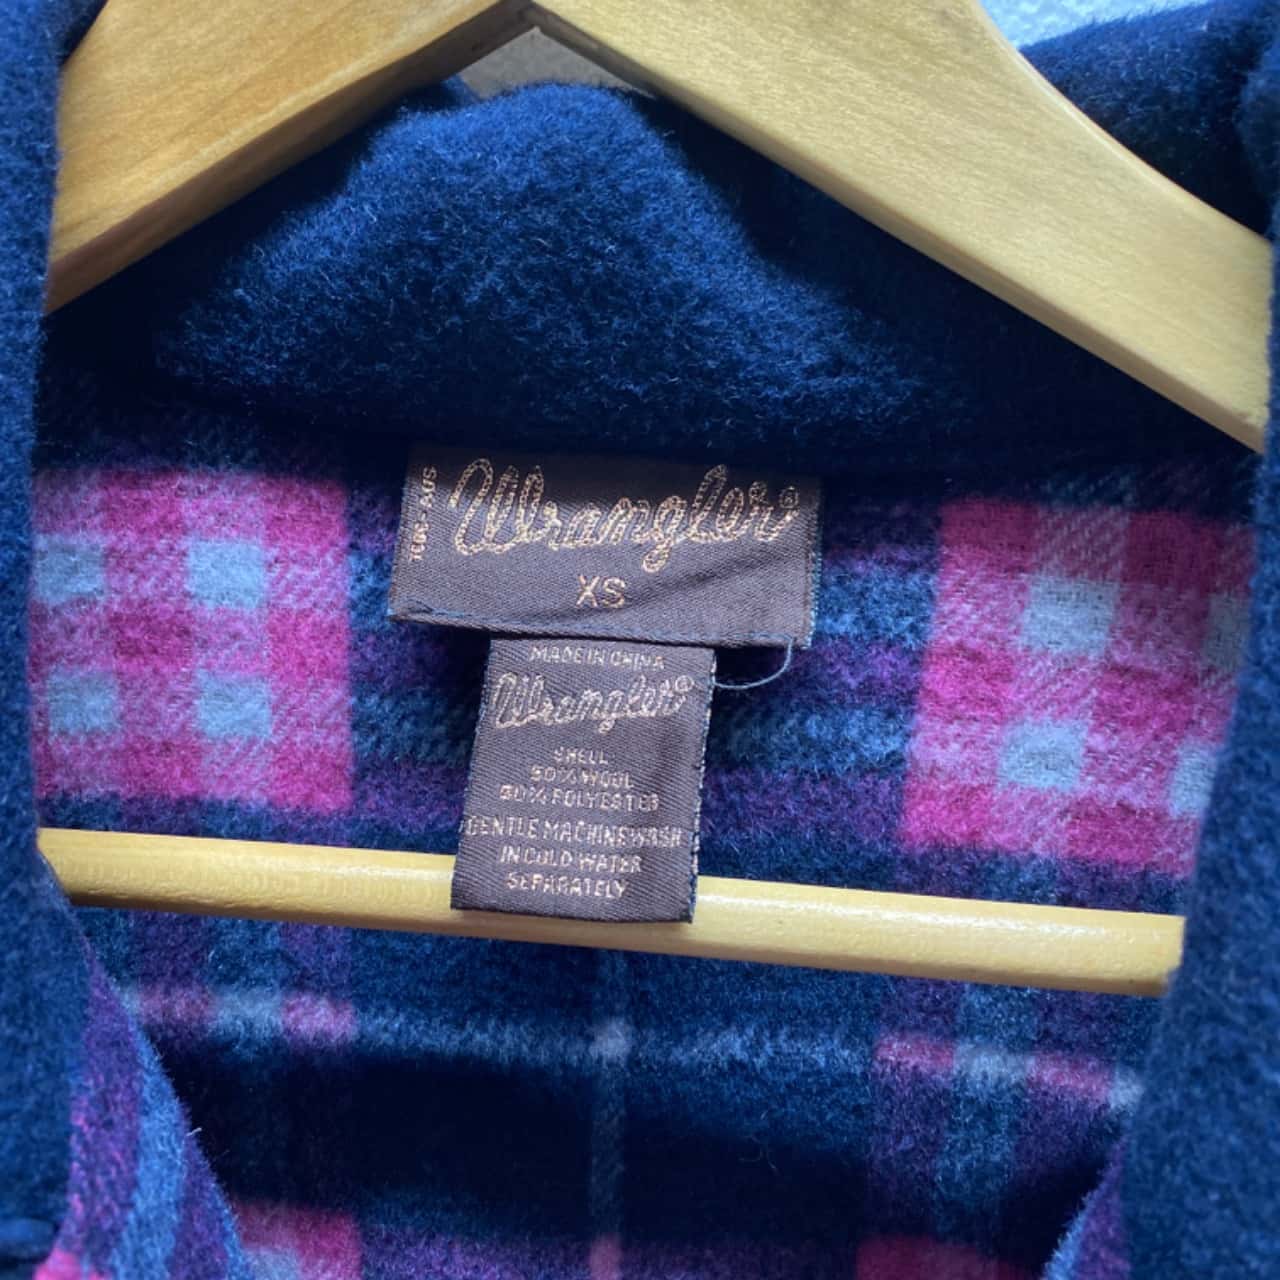 Wrangler®
XS
MADE IN CHINA
Wrangler®
SHELL
50% WOOL
50% POLYESTER
GENTLE MACHINE WASH
IN COLD WATER
SEPARATELY